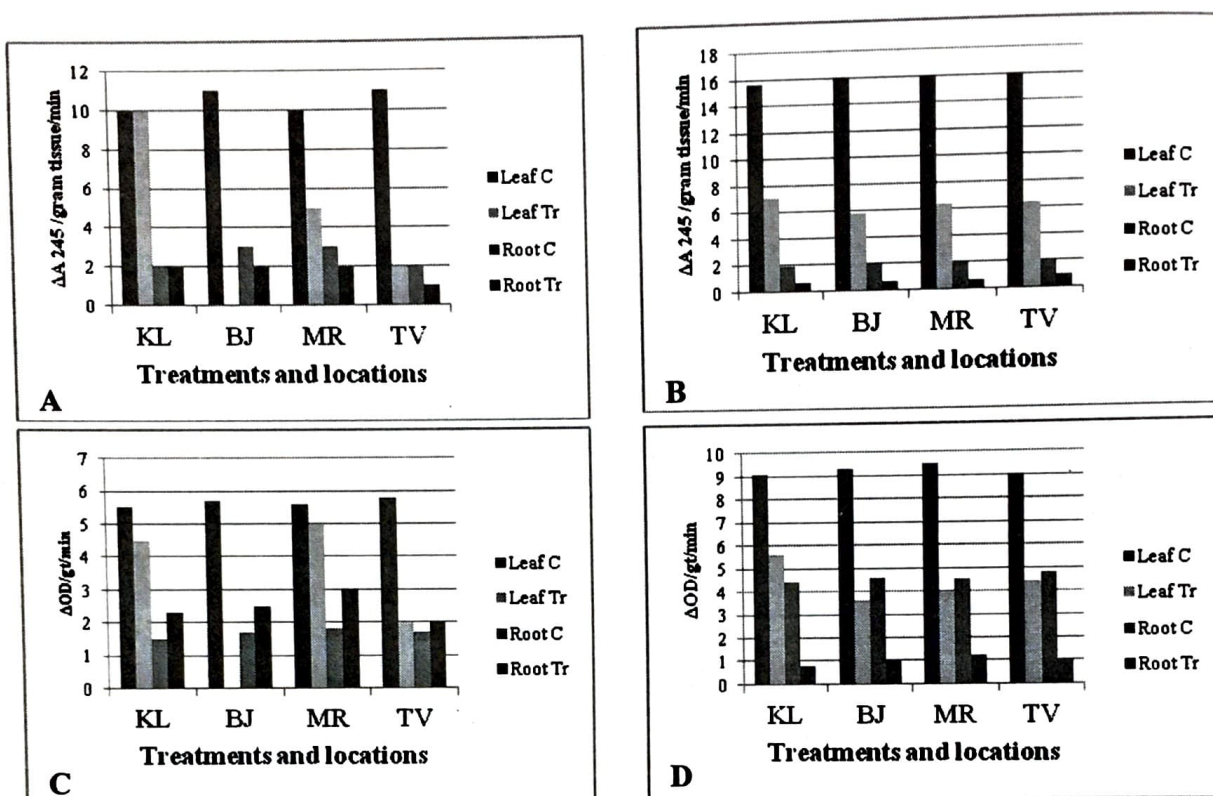 12
10
8
6
4
2
0
ΔA 245 /gram tissue/min
KL BJ MR TV
Treatments and locations
Leaf C
Leaf Tr
Root C
Root Tr
A
18
16
14
12
10
8
6
4
2
0
ΔA 245 /gram tissue/min
KL BJ MR TV
Treatments and locations
Leaf C
Leaf Tr
Root C
Root Tr
B
7
6
5
4
3
2
1
0
ΔOD/gt/min
KL BJ MR TV
Treatments and locations
Leaf C
Leaf Tr
Root C
Root Tr
C
10
9
8
7
6
5
4
3
2
1
0
ΔOD/gt/min
KL BJ MR TV
Treatments and locations
Leaf C
Leaf Tr
Root C
Root Tr
D